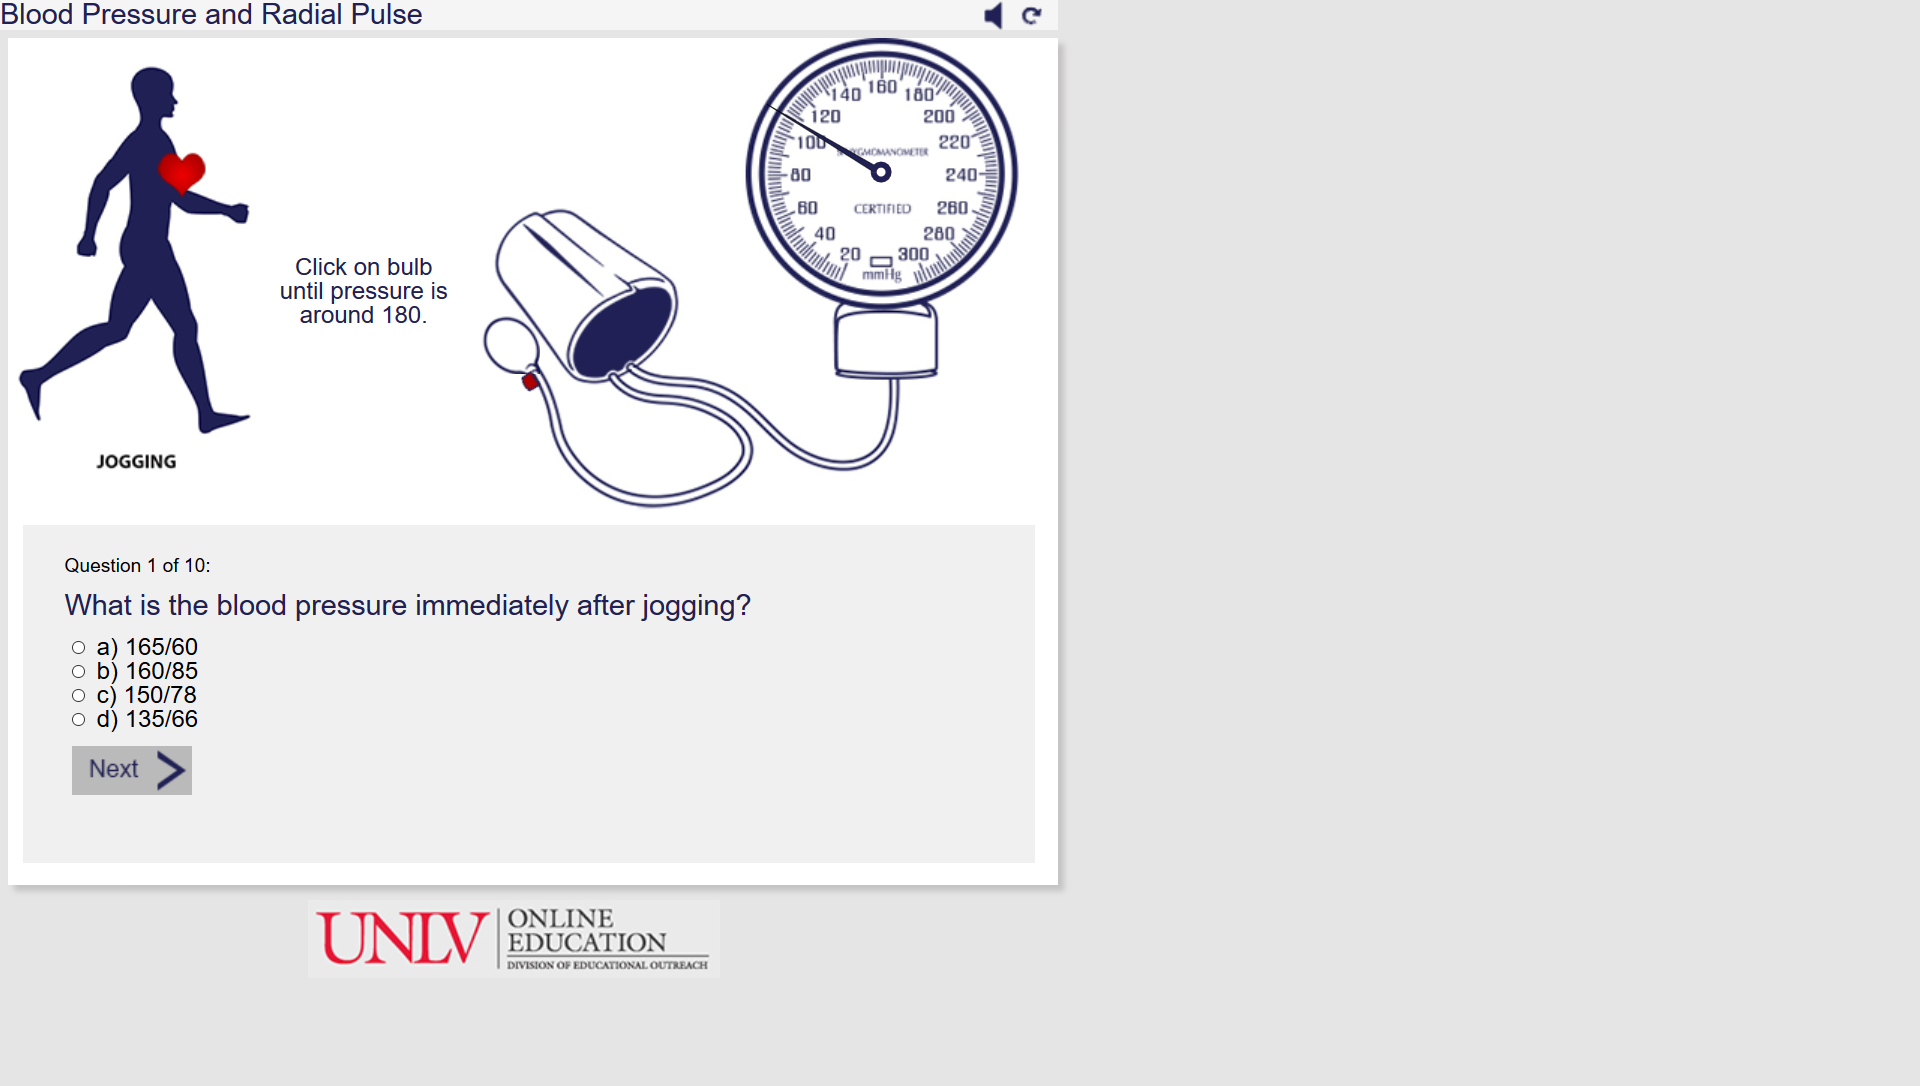 Blood Pressure and Radial Pulse
160
140 180
120 200
100 220
80 240
60 260
40 280
20 300
CERTIFIED
mmHg
Click on bulb
until pressure is
around 180.
JOGGING
Question 1 of 10:
What is the blood pressure immediately after jogging?
a) 165/60
b) 160/85
c) 150/78
d) 135/66
Next
UNLV
ONLINE
EDUCATION
DIVISION OF EDUCATIONAL OUTREACH